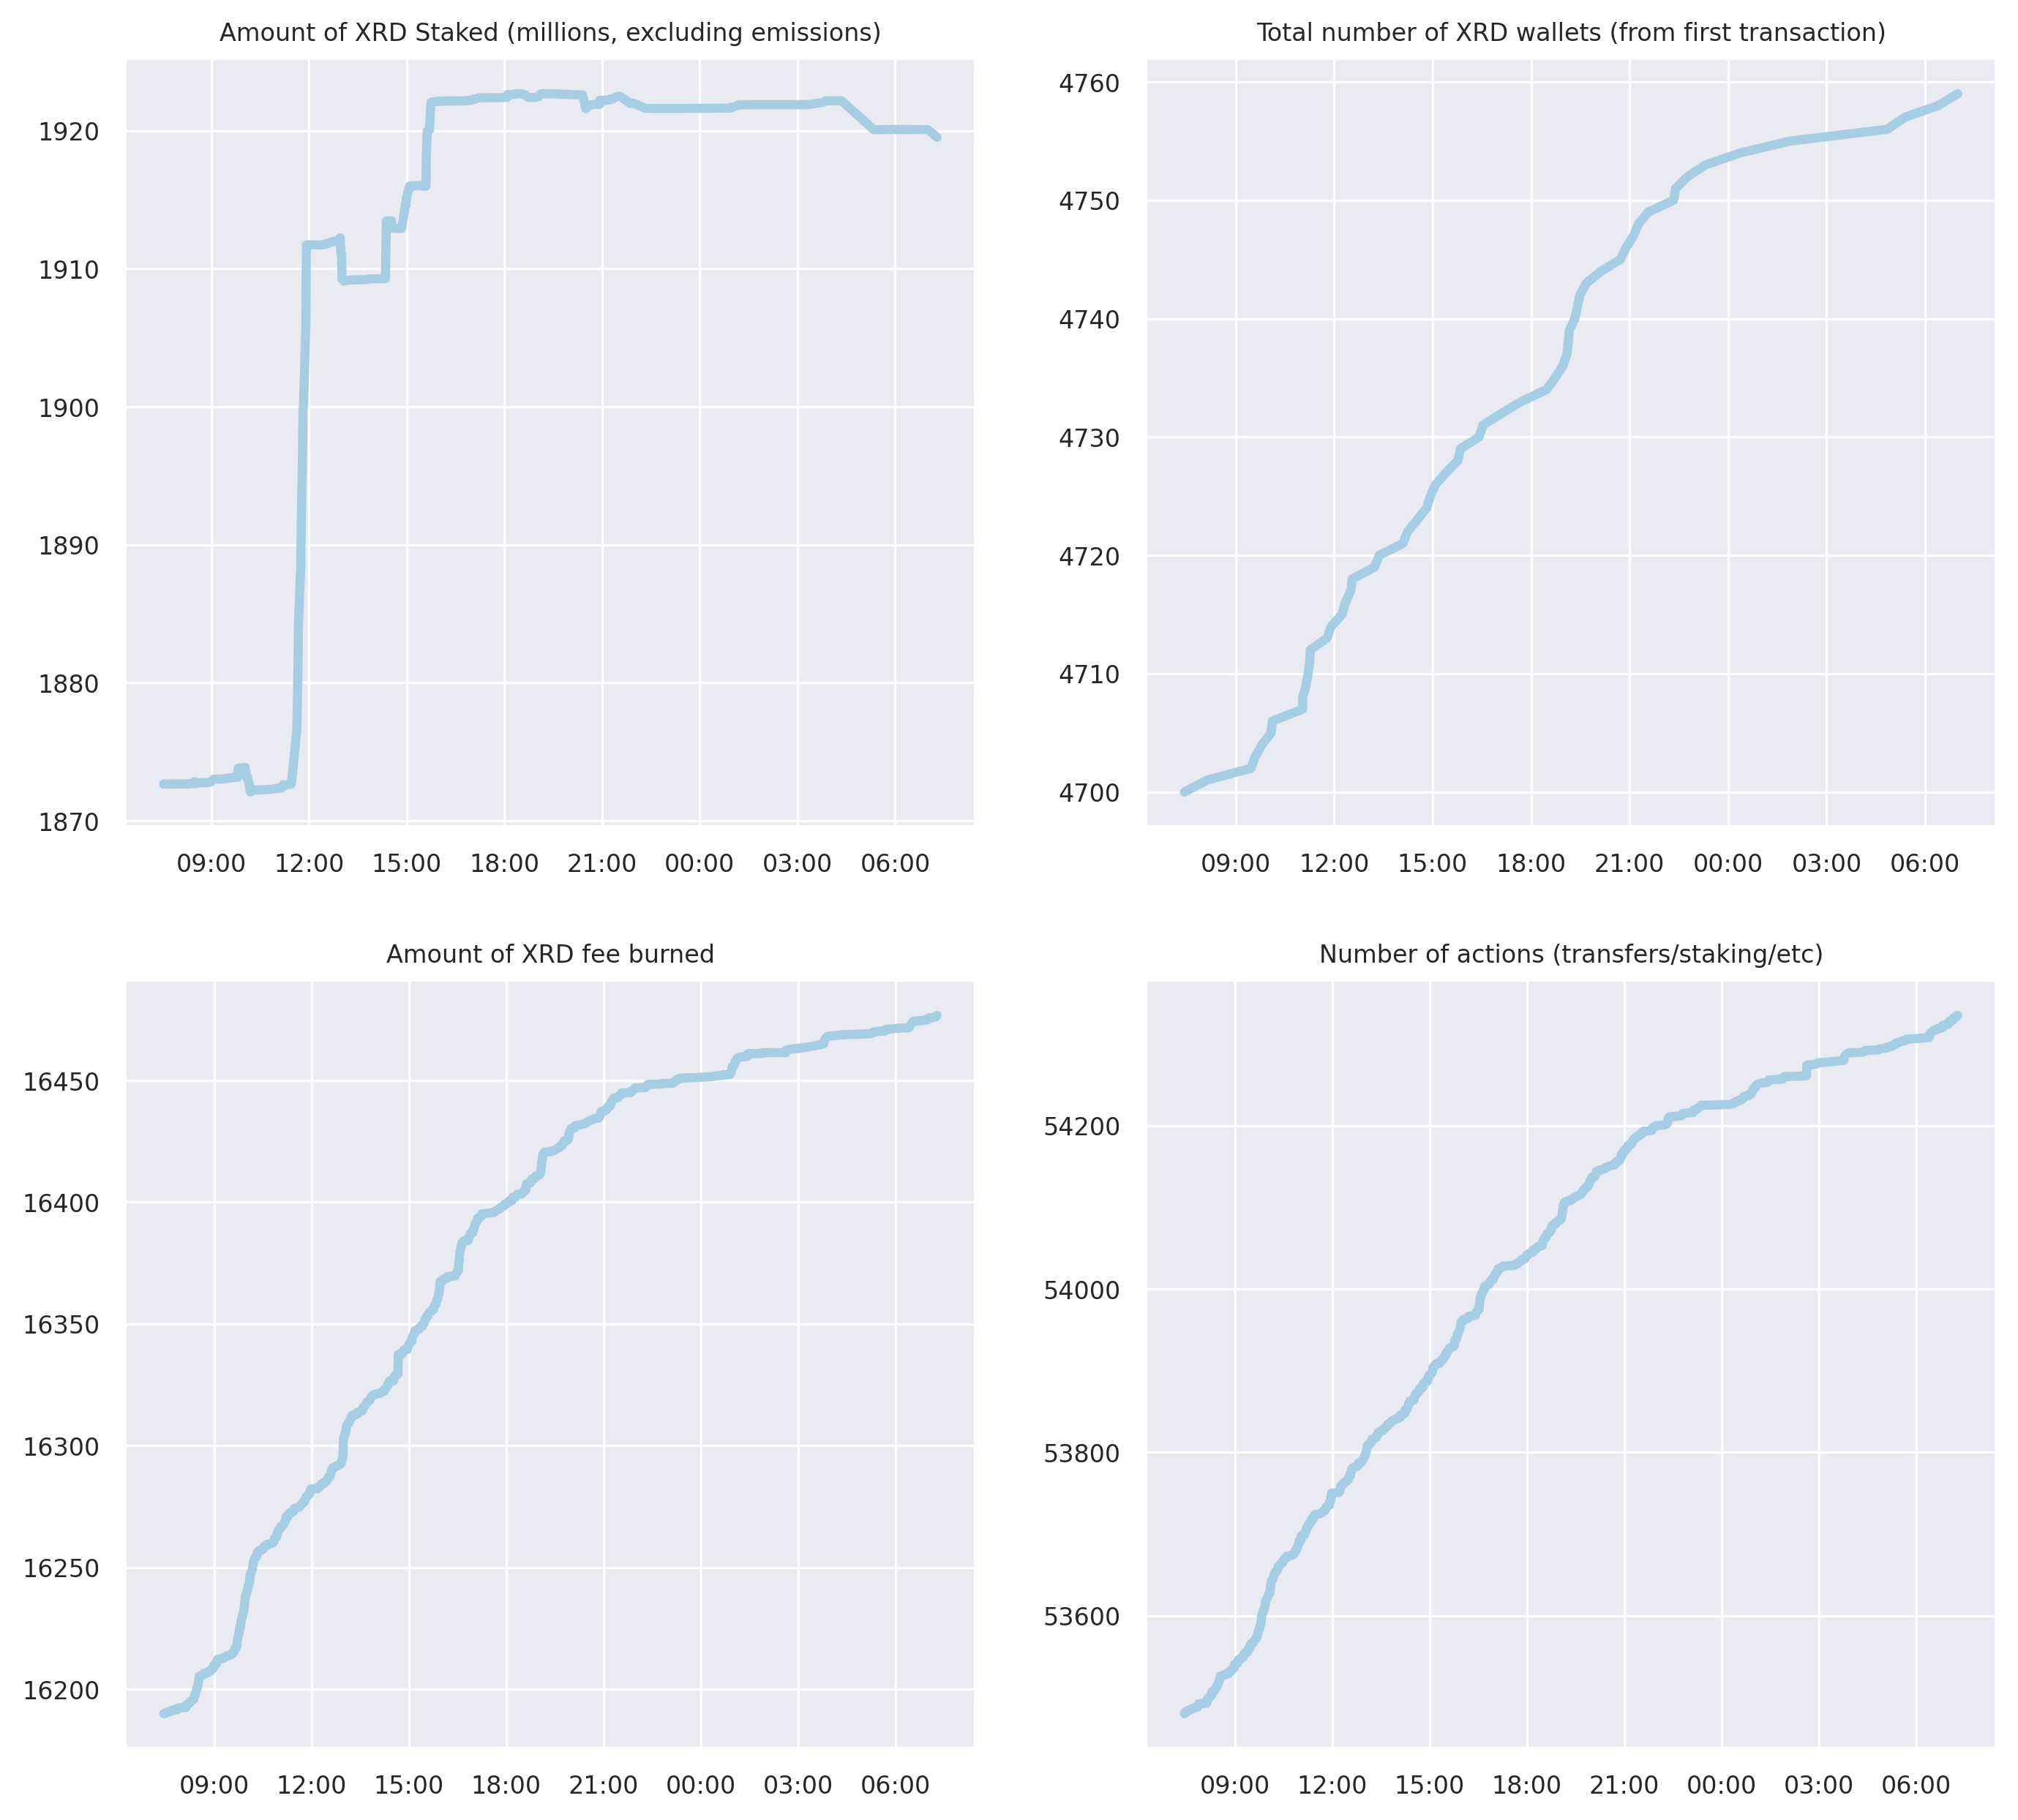 Amount of XRD Staked (millions, excluding emissions)
1920
1910
1900
1890
1880
1870
09:00 12:00 15:00 18:00 21:00 00:00 03:00 06:00
Total number of XRD wallets (from first transaction)
4760
4750
4740
4730
4720
4710
4700
09:00 12:00 15:00 18:00 21:00 00:00 03:00 06:00
Amount of XRD fee burned
16450
16400
16350
16300
16250
16200
09:00 12:00 15:00 18:00 21:00 00:00 03:00 06:00
Number of actions (transfers/staking/etc)
54200
54000
53800
53600
09:00 12:00 15:00 18:00 21:00 00:00 03:00 06:00